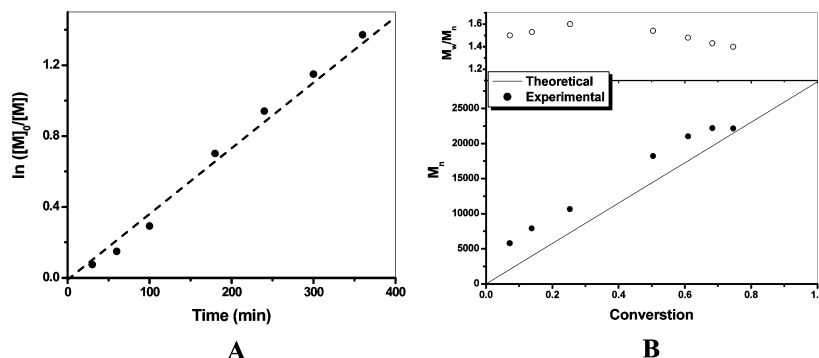 1.2
0.8
0.4
0.0
ln ([M]₀/[M])
0 100 200 300 400
Time (min)
A
1.6
1.4
1.2
Mw/Mn
Theoretical
Experimental
25000
20000
15000
10000
5000
0
Mn
0.0 0.2 0.4 0.6 0.8 1.
Converstion
B